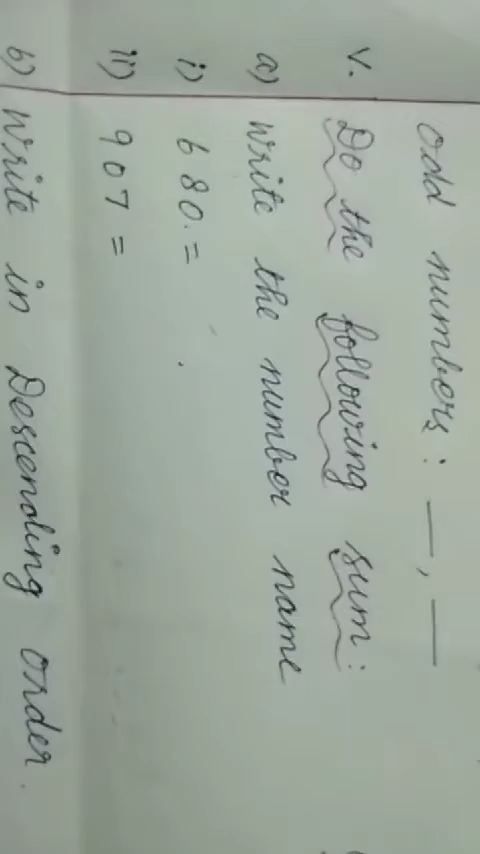 odd numbers: __, __
V. Do the following sum:
a) Write the number name
i) 680. =
ii) 907 =
b) Write in Descending order.